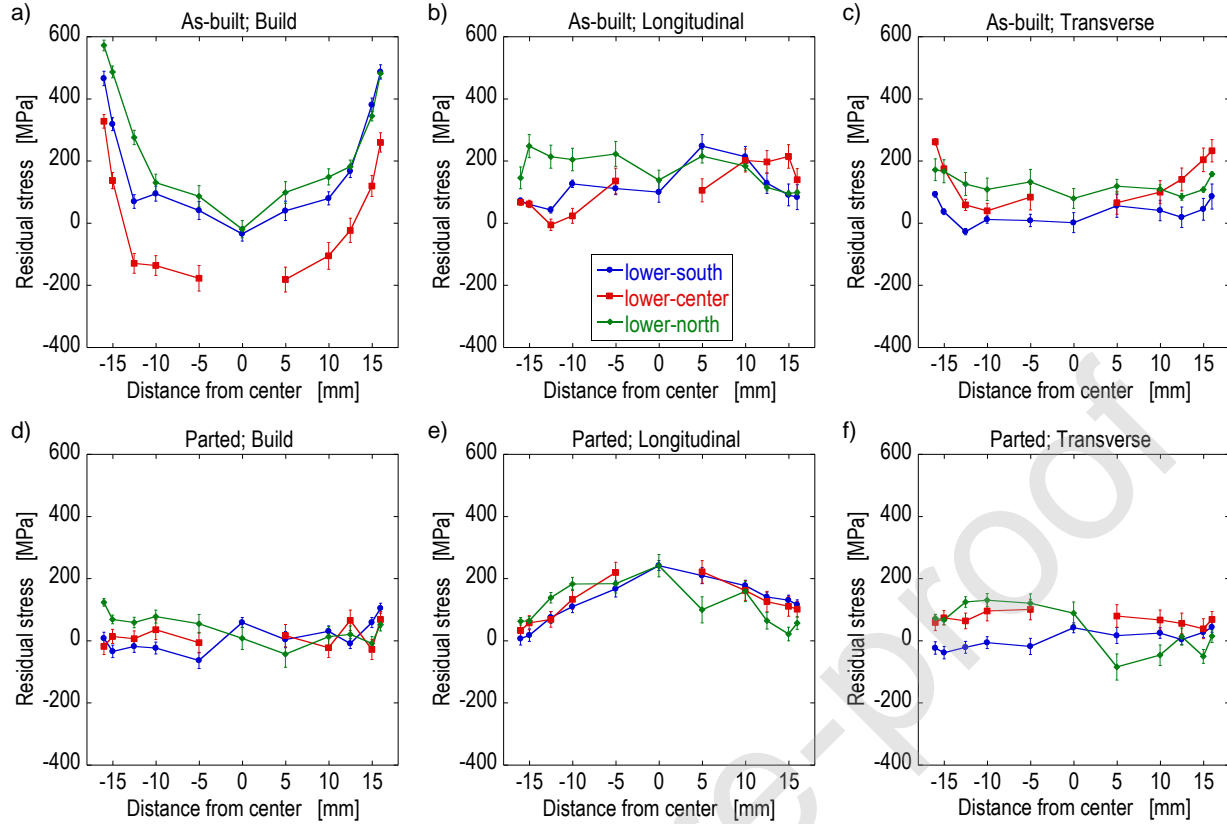 a)
As-built; Build
b)
As-built; Longitudinal
c)
As-built; Transverse
Residual stress [MPa]
600
400
200
0
-200
-400
-15 -10 -5 0 5 10 15
Distance from center [mm]
Residual stress [MPa]
600
400
200
0
-200
-400
lower-south
lower-center
lower-north
-15 -10 -5 0 5 10 15
Distance from center [mm]
Residual stress [MPa]
600
400
200
0
-200
-400
-15 -10 -5 0 5 10 15
Distance from center [mm]
d)
Parted; Build
e)
Parted; Longitudinal
f)
Parted; Transverse
Residual stress [MPa]
600
400
200
0
-200
-400
-15 -10 -5 0 5 10 15
Distance from center [mm]
Residual stress [MPa]
600
400
200
0
-200
-400
-15 -10 -5 0 5 10 15
Distance from center [mm]
Residual stress [MPa]
600
400
200
0
-200
-400
-15 -10 -5 0 5 10 15
Distance from center [mm]
e-proof